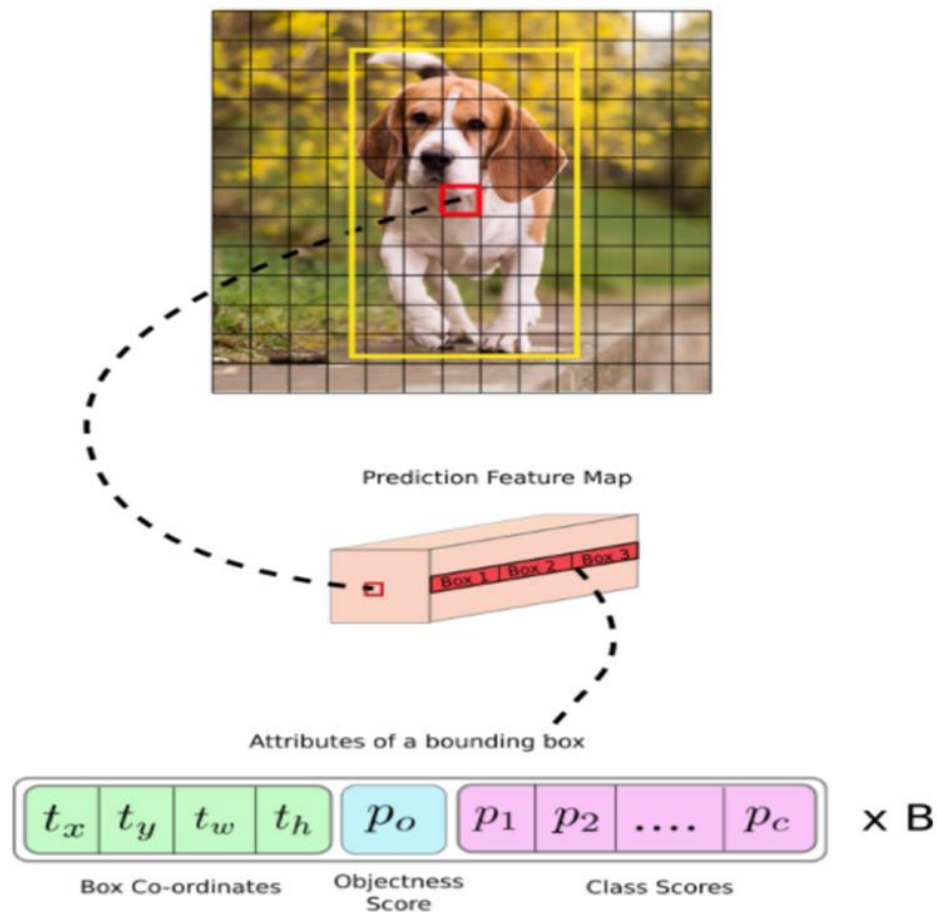 Prediction Feature Map
Box 1 Box 2 Box 3
Attributes of a bounding box
t_x t_y t_w t_h p_o p_1 p_2 .... p_c x B
Box Co-ordinates Objectness Score Class Scores